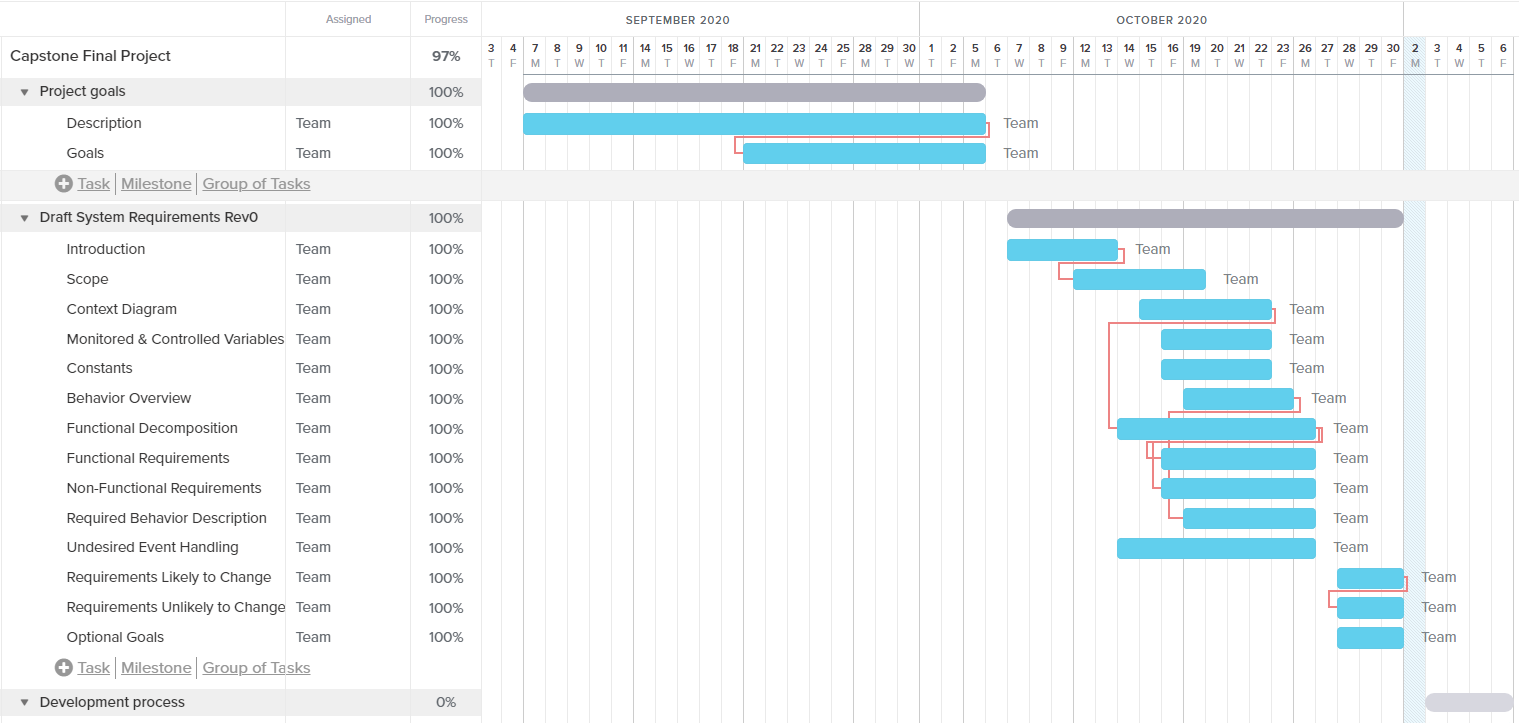 Assigned Progress SEPTEMBER 2020 OCTOBER 2020
Capstone Final Project 97% 3 4 7 8 9 10 11 14 15 16 17 18 21 22 23 24 25 28 29 30 1 2 5 6 7 8 9 12 13 14 15 16 19 20 21 22 23 26 27 28 29 30 2 3 4 5 6
T F M T W T F M T W T F M T W T F M T W T F M T W T F M T W T F M T W T F M T W T F M T W T F
Project goals 100%
Description Team 100% Team
Goals Team 100% Team
Task Milestone Group of Tasks
Draft System Requirements Rev0 100%
Introduction Team 100% Team
Scope Team 100% Team
Context Diagram Team 100% Team
Monitored & Controlled Variables Team 100% Team
Constants Team 100% Team
Behavior Overview Team 100% Team
Functional Decomposition Team 100% Team
Functional Requirements Team 100% Team
Non-Functional Requirements Team 100% Team
Required Behavior Description Team 100% Team
Undesired Event Handling Team 100% Team
Requirements Likely to Change Team 100% Team
Requirements Unlikely to Change Team 100% Team
Optional Goals Team 100% Team
Task Milestone Group of Tasks
Development process 0%